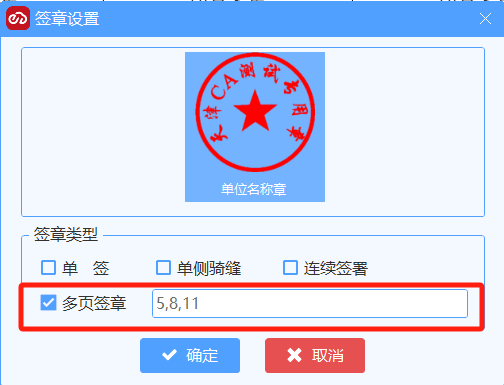 签章设置
天津CA测试专用章
单位名称章
签章类型
单 签 单侧骑缝 连续签署
多页签章 5,8,11
确定 取消